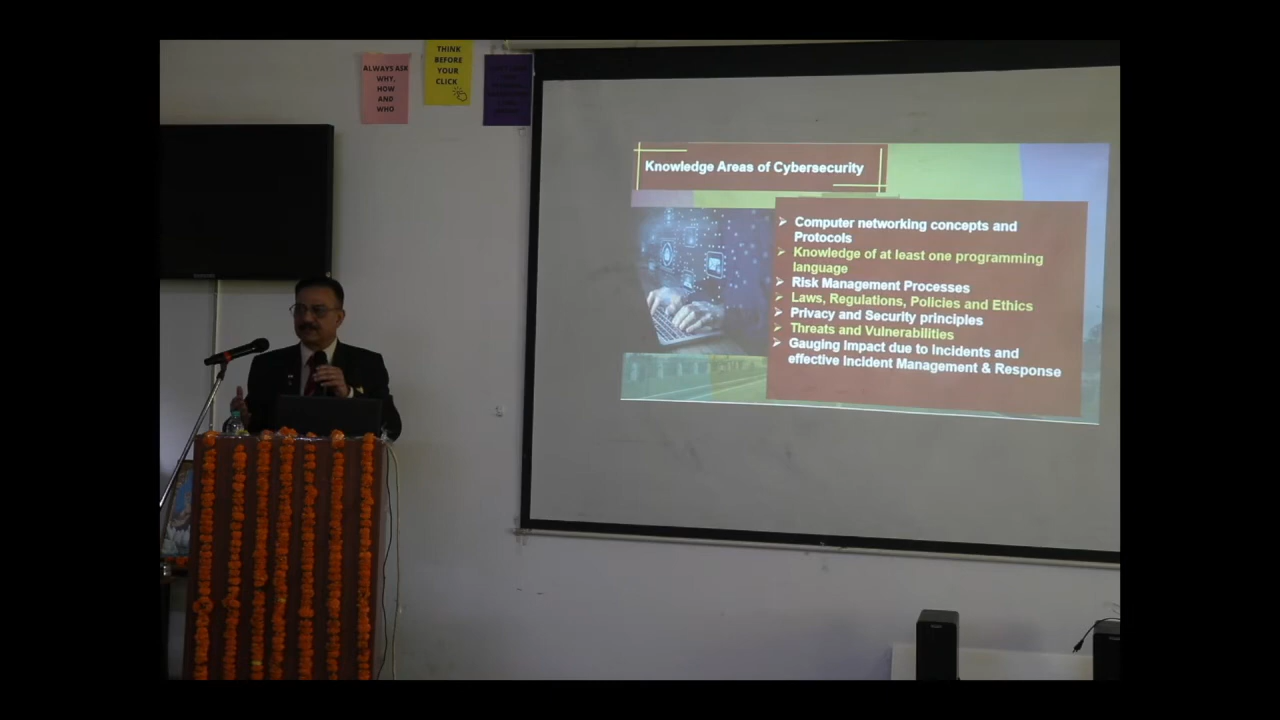 ALWAYS ASK
WHY,
HOW
AND
WHO
THINK
BEFORE
YOUR
CLICK
Knowledge Areas of Cybersecurity
Computer networking concepts and
Protocols
Knowledge of at least one programming
language
Risk Management Processes
Laws, Regulations, Policies and Ethics
Privacy and Security principles
Threats and Vulnerabilities
Gauging Impact due to Incidents and
effective Incident Management & Response